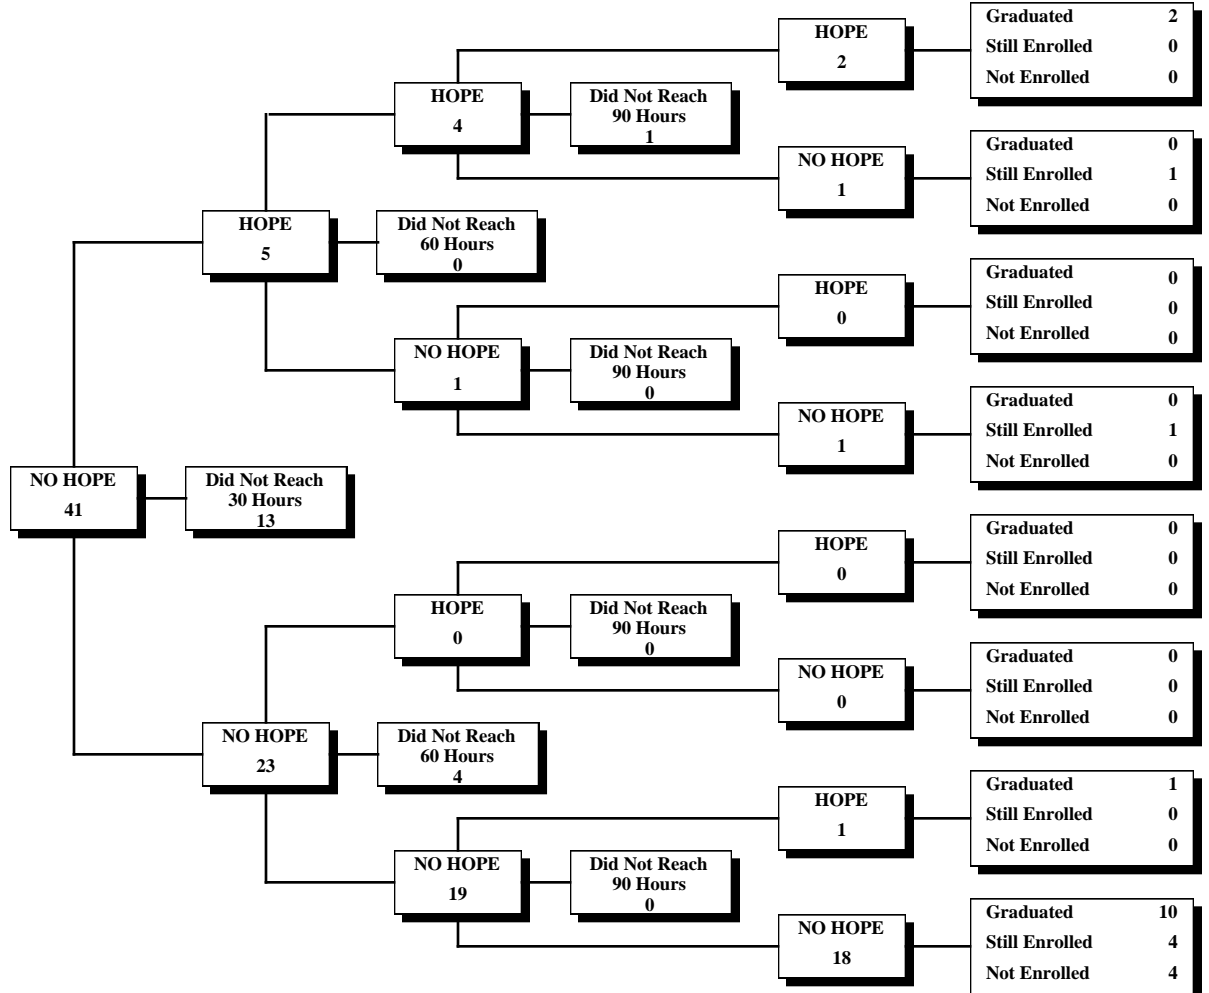 HOPE
2
Graduated 2
Still Enrolled 0
Not Enrolled 0
HOPE
4
Did Not Reach
90 Hours
1
NO HOPE
1
Graduated 0
Still Enrolled 1
Not Enrolled 0
HOPE
5
Did Not Reach
60 Hours
0
HOPE
0
Graduated 0
Still Enrolled 0
Not Enrolled 0
NO HOPE
1
Did Not Reach
90 Hours
0
NO HOPE
1
Graduated 0
Still Enrolled 1
Not Enrolled 0
NO HOPE
41
Did Not Reach
30 Hours
13
HOPE
0
Graduated 0
Still Enrolled 0
Not Enrolled 0
HOPE
0
Did Not Reach
90 Hours
0
NO HOPE
0
Graduated 0
Still Enrolled 0
Not Enrolled 0
NO HOPE
23
Did Not Reach
60 Hours
4
HOPE
1
Graduated 1
Still Enrolled 0
Not Enrolled 0
NO HOPE
19
Did Not Reach
90 Hours
0
NO HOPE
18
Graduated 10
Still Enrolled 4
Not Enrolled 4